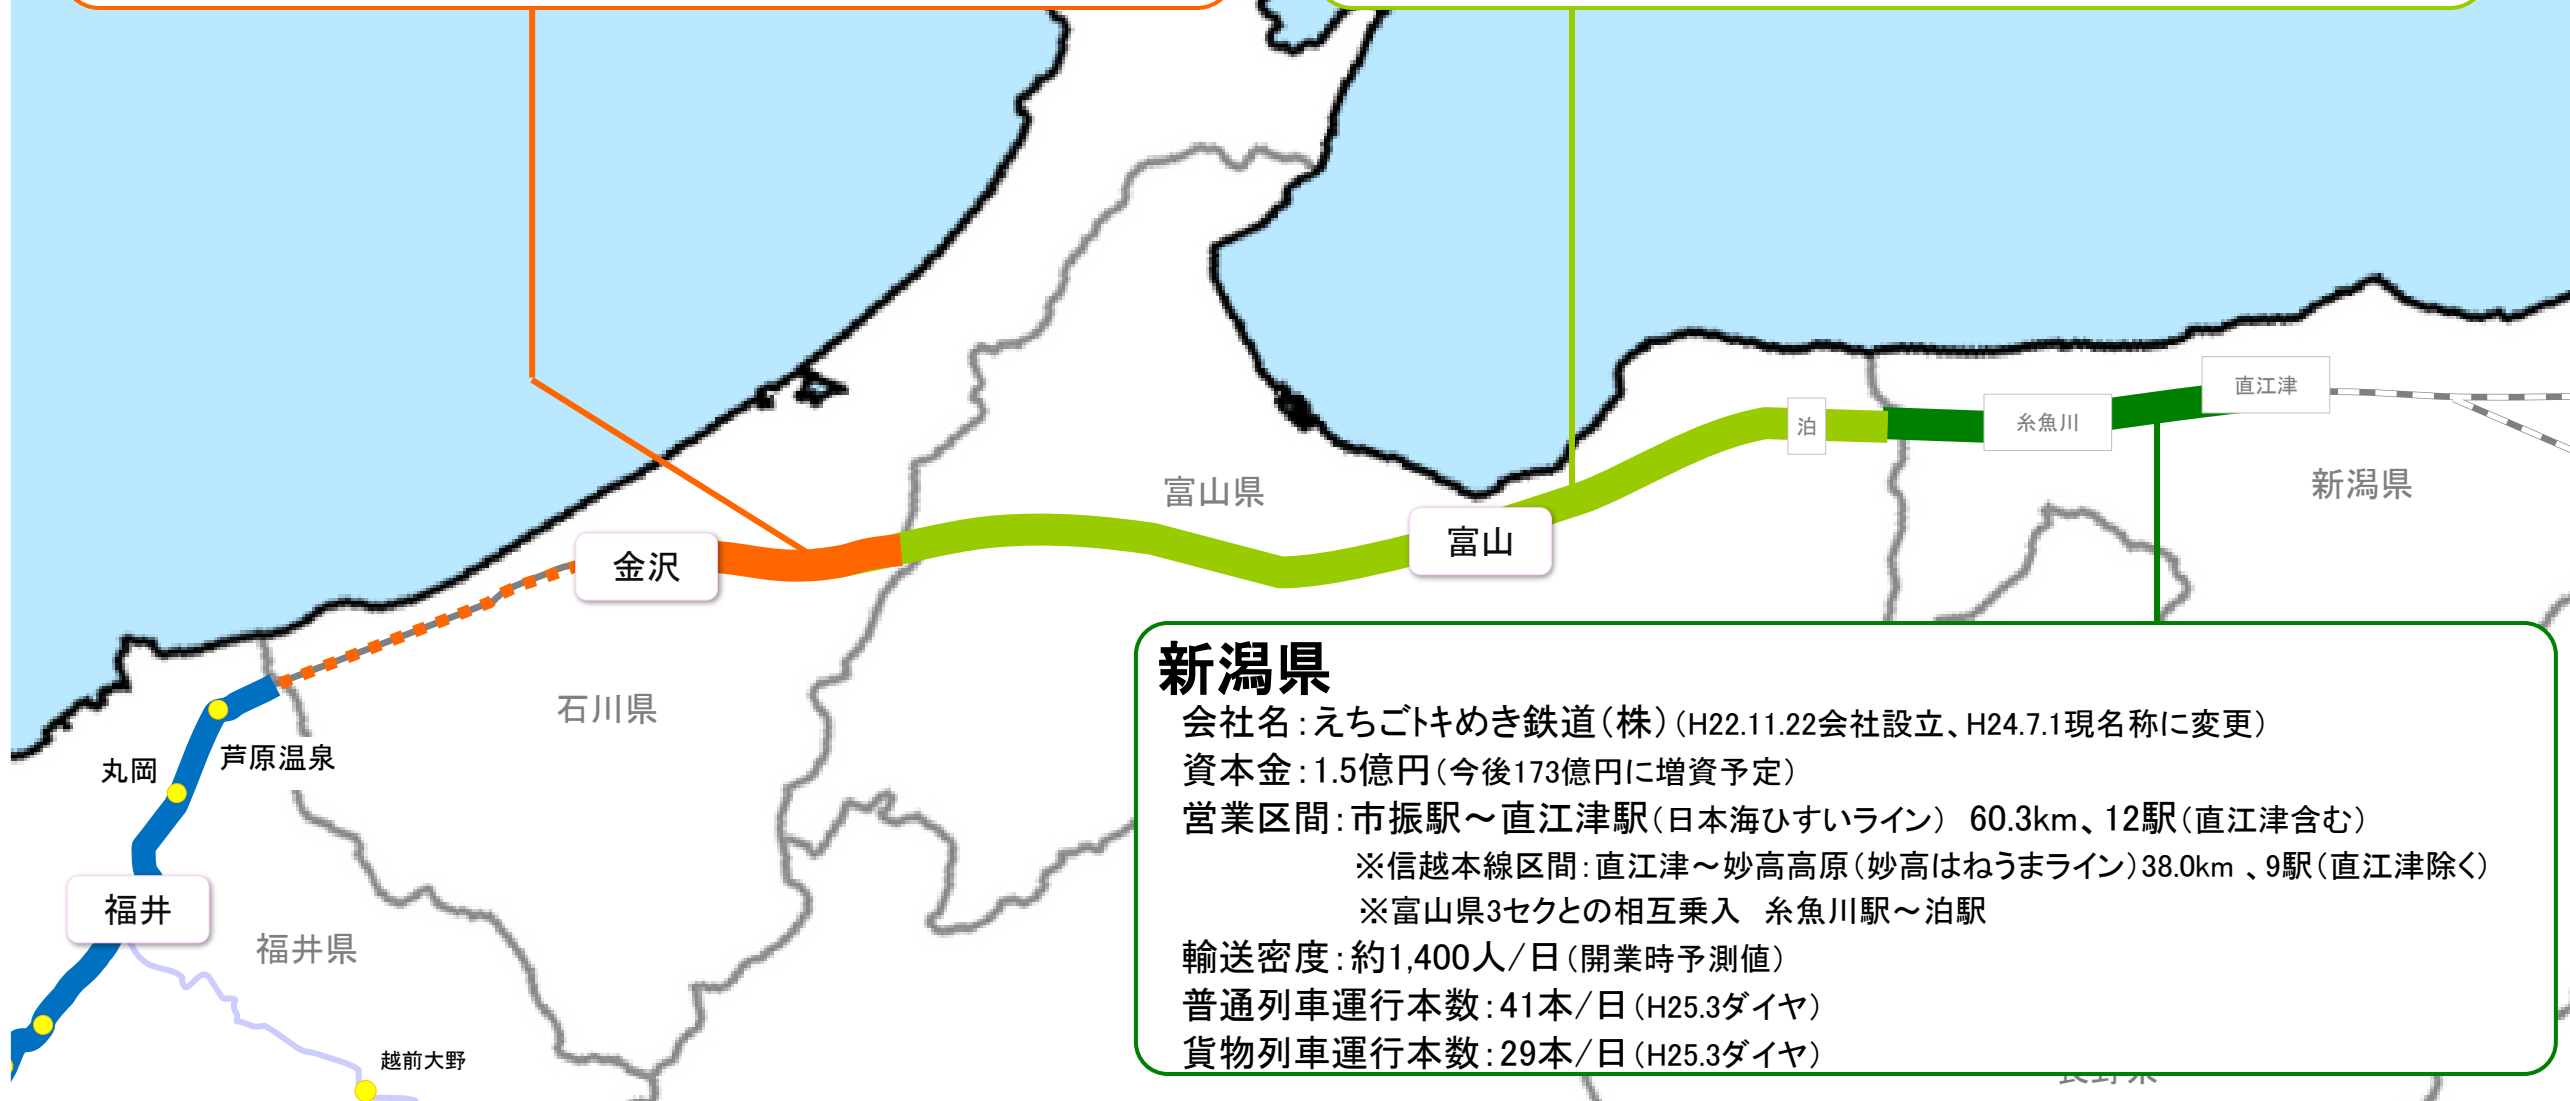 直江津
泊
糸魚川
新潟県
富山県
富山
金沢
石川県
芦原温泉
丸岡
福井
福井県
越前大野
新潟県
会社名:えちごトキめき鉄道(株)(H22.11.22会社設立、H24.7.1現名称に変更)
資本金:1.5億円(今後173億円に増資予定)
営業区間:市振駅~直江津駅(日本海ひすいライン) 60.3km、12駅(直江津含む)
※信越本線区間:直江津~妙高高原(妙高はねうまライン)38.0km 、9駅(直江津除く)
※富山県3セクとの相互乗入 糸魚川駅~泊駅
輸送密度:約1,400人/日(開業時予測値)
普通列車運行本数:41本/日(H25.3ダイヤ)
貨物列車運行本数:29本/日(H25.3ダイヤ)